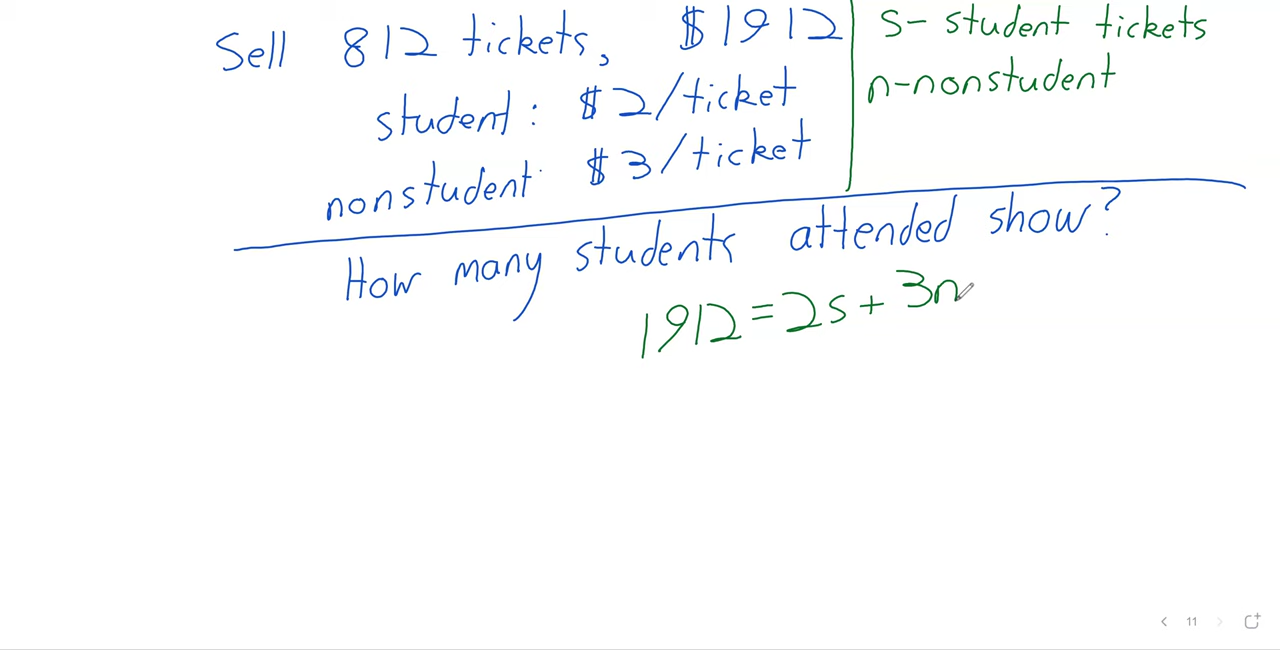 Sell 812 tickets, $1912
student: $2/ticket
nonstudent: $3/ticket
s- student tickets
n-nonstudent
How many students attended show?
1912=2s+3n
11